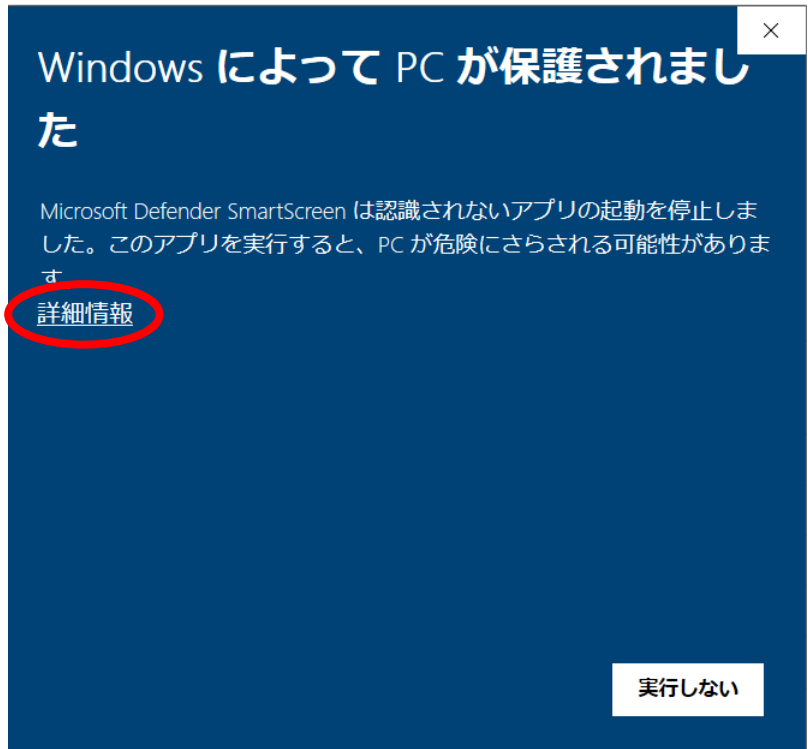 Windows によって PC が保護されまし
た
Microsoft Defender SmartScreen は認識されないアプリの起動を停止しま
した。このアプリを実行すると、PC が危険にさらされる可能性がありま
す
詳細情報
実行しない